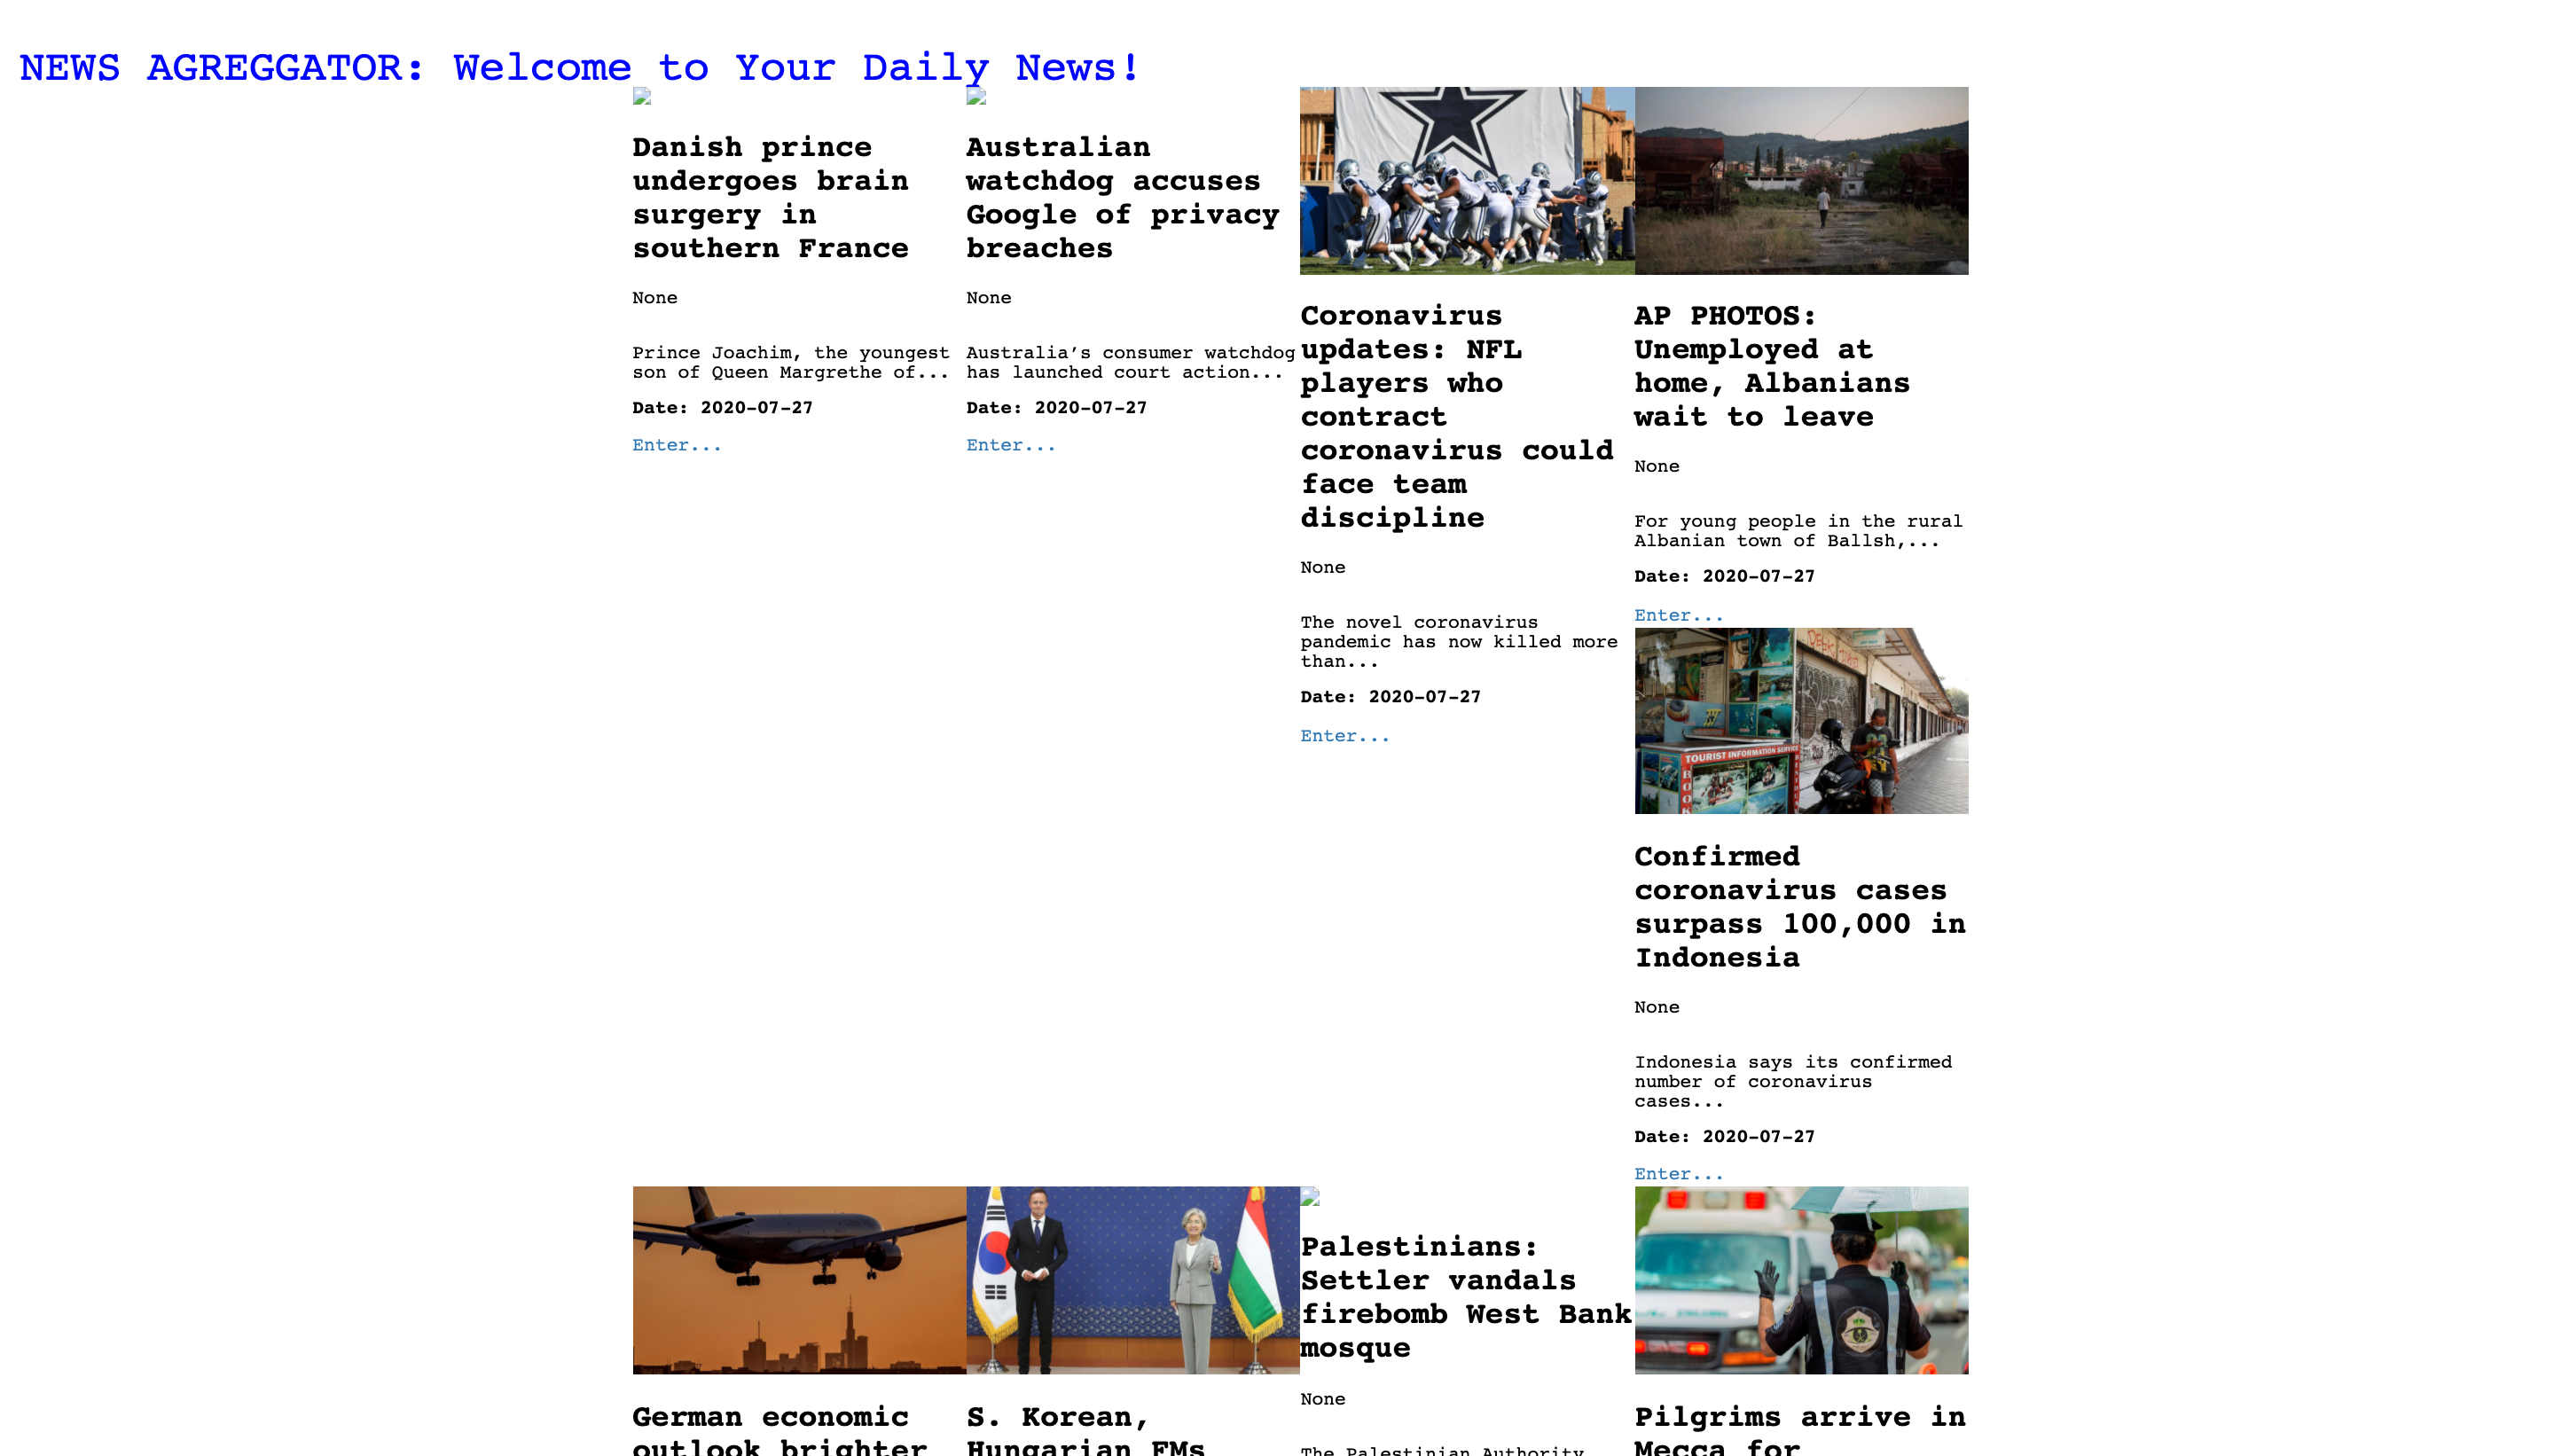 NEWS AGREGGATOR: Welcome to Your Daily News!
Danish prince
undergoes brain
surgery in
southern France
None
Prince Joachim, the youngest
son of Queen Margrethe of...
Date: 2020-07-27
Enter...
Australian
watchdog accuses
Google of privacy
breaches
None
Australia’s consumer watchdog
has launched court action...
Date: 2020-07-27
Enter...
Coronavirus
updates: NFL
players who
contract
coronavirus could
face team
discipline
None
The novel coronavirus
pandemic has now killed more
than...
Date: 2020-07-27
Enter...
AP PHOTOS:
Unemployed at
home, Albanians
wait to leave
None
For young people in the rural
Albanian town of Ballsh,...
Date: 2020-07-27
Enter...
TOURIST INFORMATION SERVICE
BOOK
Confirmed
coronavirus cases
surpass 100,000 in
Indonesia
None
Indonesia says its confirmed
number of coronavirus
cases...
Date: 2020-07-27
Enter...
German economic
outlook brighter
S. Korean,
Hungarian FMs
Palestinians:
Settler vandals
firebomb West Bank
mosque
None
The Palestinian Authority
Pilgrims arrive in
Mecca for